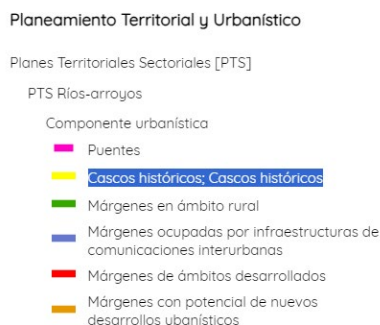 Planeamiento Territorial y Urbanístico
Planes Territoriales Sectoriales [PTS]
PTS Ríos-arroyos
Componente urbanística
Puentes
Cascos históricos; Cascos históricos
Márgenes en ámbito rural
Márgenes ocupadas por infraestructuras de
comunicaciones interurbanas
Márgenes de ámbitos desarrollados
Márgenes con potencial de nuevos
desarrollos ubanísticos